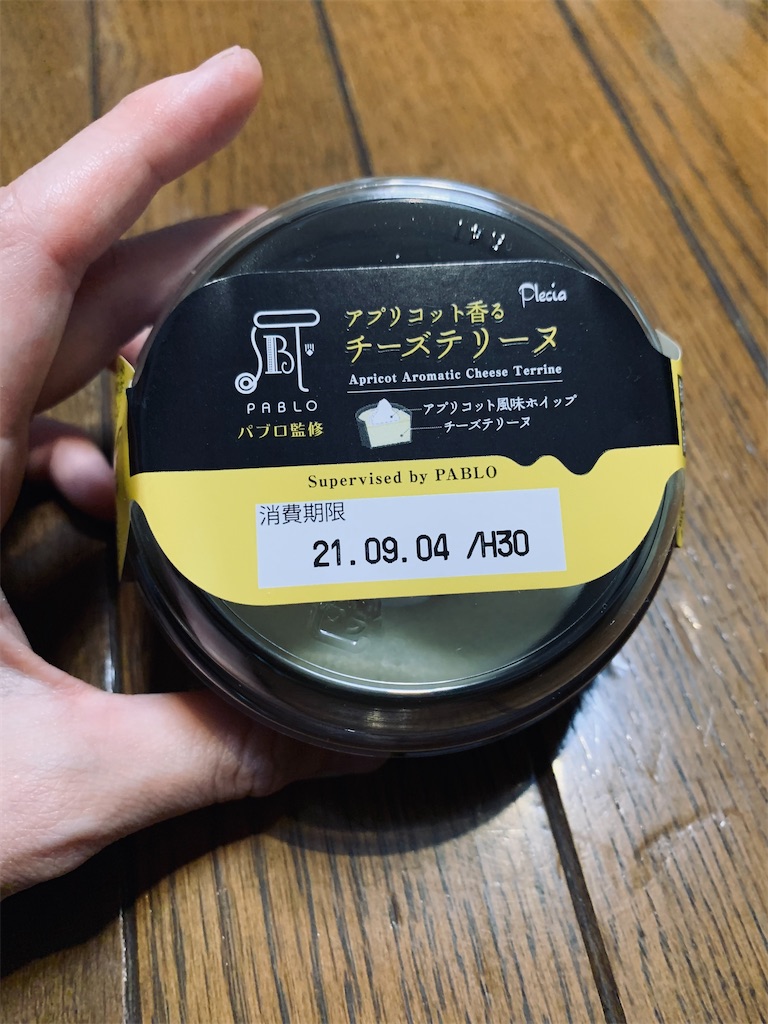 Plecia
アプリコット香る
チーズテリーヌ
Apricot Aromatic Cheese Terrine
PABLO
パブロ監修
アプリコット風味ホイップ
チーズテリーヌ
Supervised by PABLO
消費期限
21.09.04 /H30